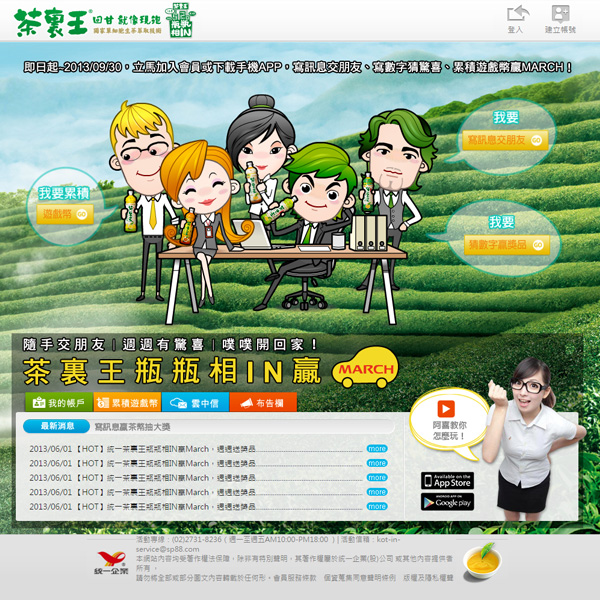 茶裏王 回甘 就像現泡
獨家單細胞生茶萃取技術
瓶瓶相IN
登入 建立帳號
即日起~2013/09/30，立馬加入會員或下載手機APP，寫訊息交朋友、寫數字猜驚喜、累積遊戲幣贏MARCH！
我要
寫訊息交朋友 GO
我要累積
遊戲幣 GO
我要
猜數字贏獎品 GO
隨手交朋友｜週週有驚喜｜噗噗開回家！
茶裏王瓶瓶相IN贏 MARCH
我的帳戶 累積遊戲幣 雲中信 布告欄
最新消息 寫訊息贏茶幣抽大獎
2013/06/01【HOT】統一茶裏王瓶瓶相IN贏March，週週送獎品 more
2013/06/01【HOT】統一茶裏王瓶瓶相IN贏March，週週送獎品 more
2013/06/01【HOT】統一茶裏王瓶瓶相IN贏March，週週送獎品 more
2013/06/01【HOT】統一茶裏王瓶瓶相IN贏March，週週送獎品 more
2013/06/01【HOT】統一茶裏王瓶瓶相IN贏March，週週送獎品 more
教你
怎麼玩！
Available on the
App Store
ANDROID APP ON
Google play
統一企業
活動專線：(02)2731-8236 ( 週一至週五AM10:00-PM18:00 ) | 活動信箱：kot-in-
service@sp88.com
本網站內容均受著作權法保障，除非有特別聲明，其著作權屬於統一企業(股)公司 或其他內容提供者
所有，
請勿將全部或部分圖文內容轉載於任何形。會員服務條款 個資蒐集同意聲明條例 版權及隱私權聲